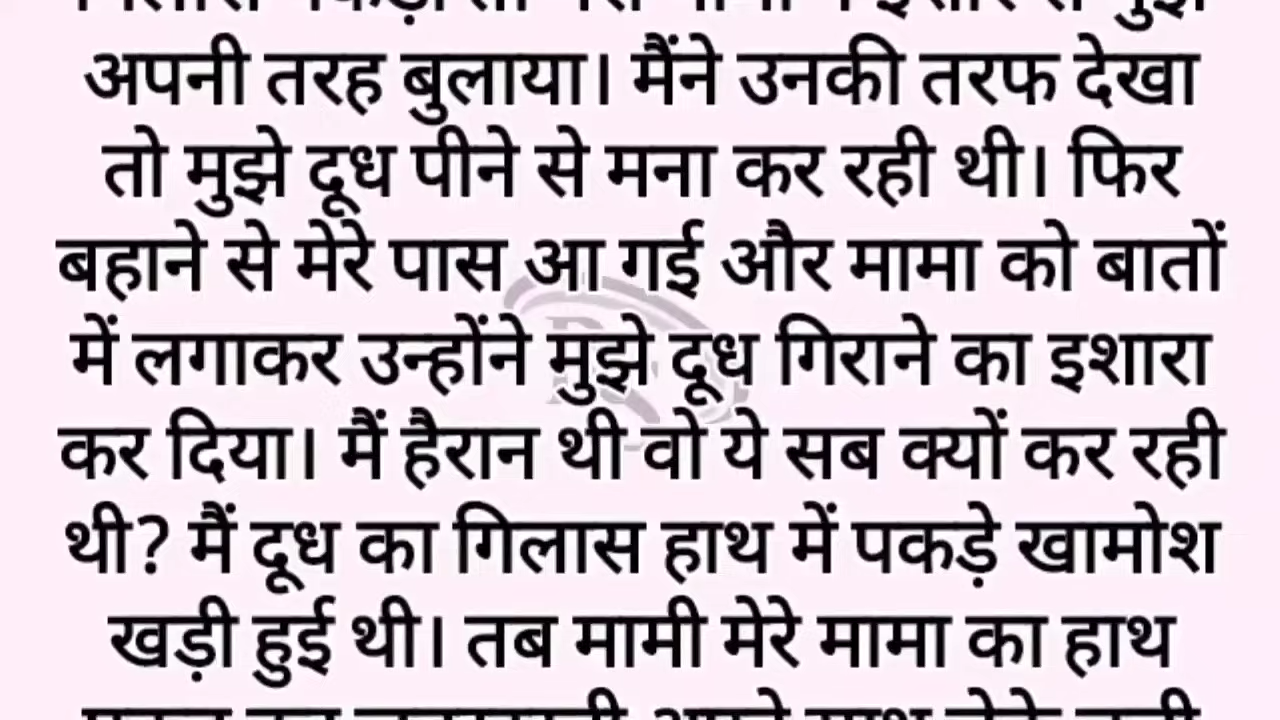 अपनी तरह बुलाया। मैंने उनकी तरफ देखा
तो मुझे दूध पीने से मना कर रही थी। फिर
बहाने से मेरे पास आ गई और मामा को बातों
में लगाकर उन्होंने मुझे दूध गिराने का इशारा
कर दिया। मैं हैरान थी वो ये सब क्यों कर रही
थी? मैं दूध का गिलास हाथ में पकड़े खामोश
खड़ी हुई थी। तब मामी मेरे मामा का हाथ